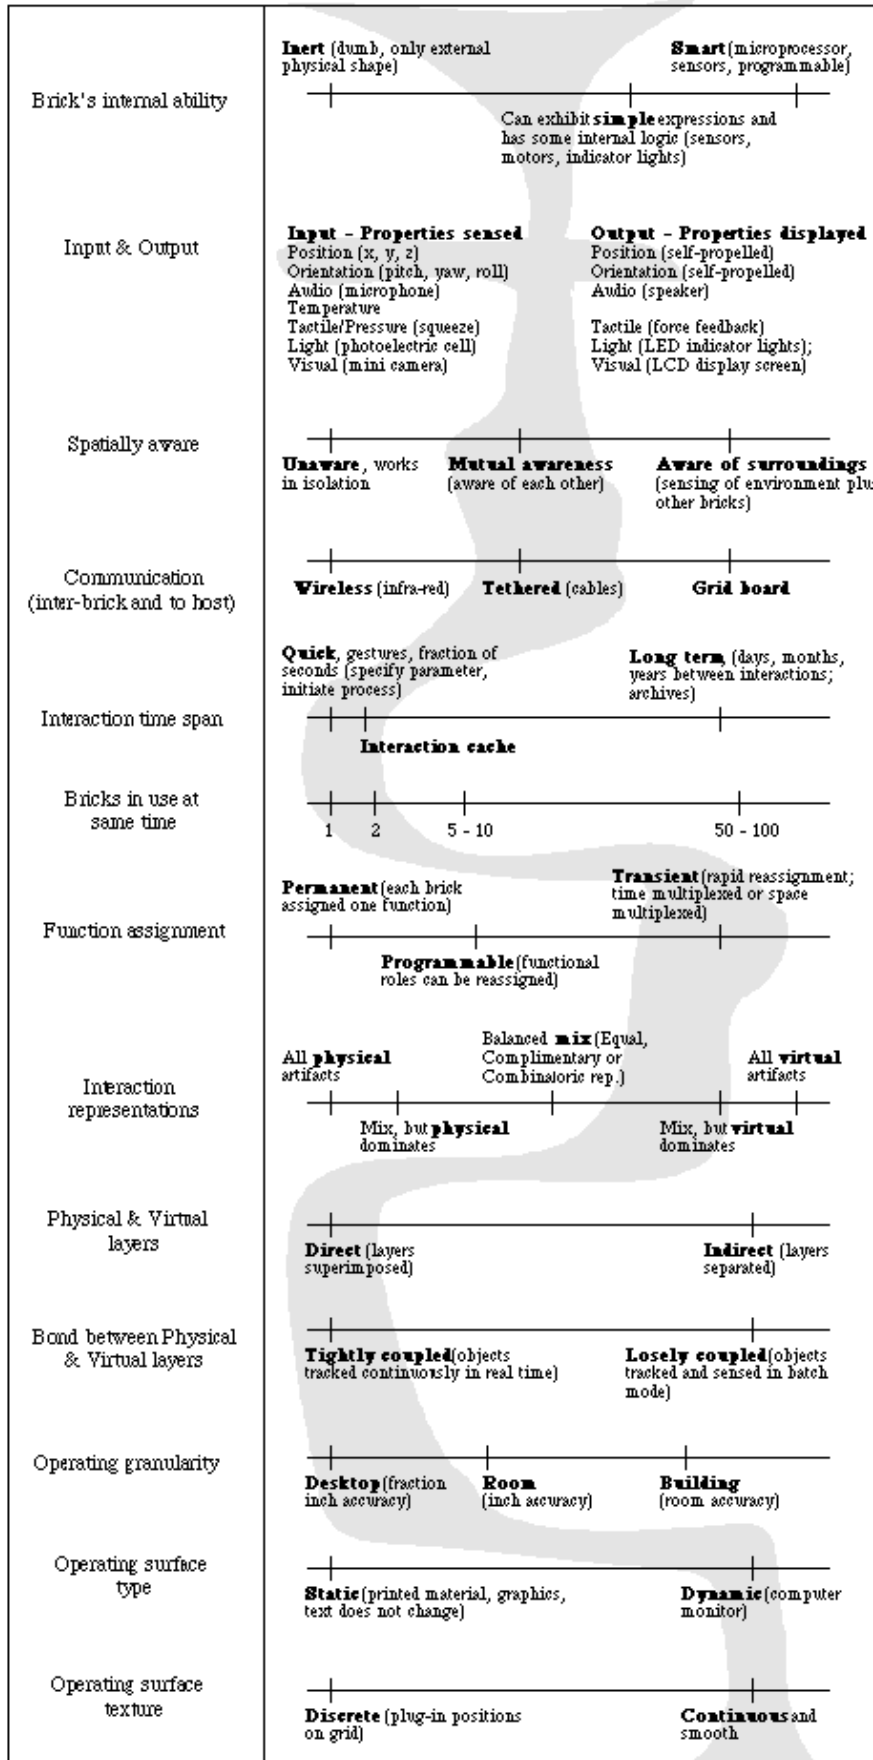 Inert (dumb, only external
physical shape)
Smart (microprocessor,
sensors, programmable)
Brick's internal ability
Can exhibit simple expressions and
has some internal logic (sensors,
motors, indicator lights)
Input & Output
Input - Properties sensed
Position (x, y, z)
Orientation (pitch, yaw, roll)
Audio (microphone)
Temperature
Tactile/Pressure (squeeze)
Light (photoelectric cell)
Visual (mini camera)
Output - Properties displayed
Position (self-propelled)
Orientation (self-propelled)
Audio (speaker)
Tactile (force feedback)
Light (LED indicator lights);
Visual (LCD display screen)
Spatially aware
Unaware, works
in isolation
Mutual awareness
(aware of each other)
Aware of surroundings
(sensing of environment plu
other bricks)
Communication
(inter-brick and to host)
Wireless (infra-red)
Tethered (cables)
Grid board
Quick, gestures, fraction of
seconds (specify parameter,
initiate process)
Long term, (days, months,
years between interactions;
archives)
Interaction time span
Interaction cache
Bricks in use at
same time
1
2
5 - 10
50 - 100
Permanent (each brick
assigned one function)
Transient (rapid reassignment;
time multiplexed or space
multiplexed)
Function assignment
Programmable (functional
roles can be reassigned)
Interaction
representations
All physical
artifacts
Balanced mix (Equal,
Complimentary or
Combinatoric rep.)
All virtual
artifacts
Mix, but physical
dominates
Mix, but virtual
dominates
Physical & Virtual
layers
Direct (layers
superimposed)
Indirect (layers
separated)
Bond between Physical
& Virtual layers
Tightly coupled (objects
tracked continuously in real time)
Losely coupled (objects
tracked and sensed in batch
mode)
Operating granularity
Desktop (fraction
inch accuracy)
Room
(inch accuracy)
Building
(room accuracy)
Operating surface
type
Static (printed material, graphics,
text does not change)
Dynamic (computer
monitor)
Operating surface
texture
Discrete (plug-in positions
on grid)
Continuous and
smooth